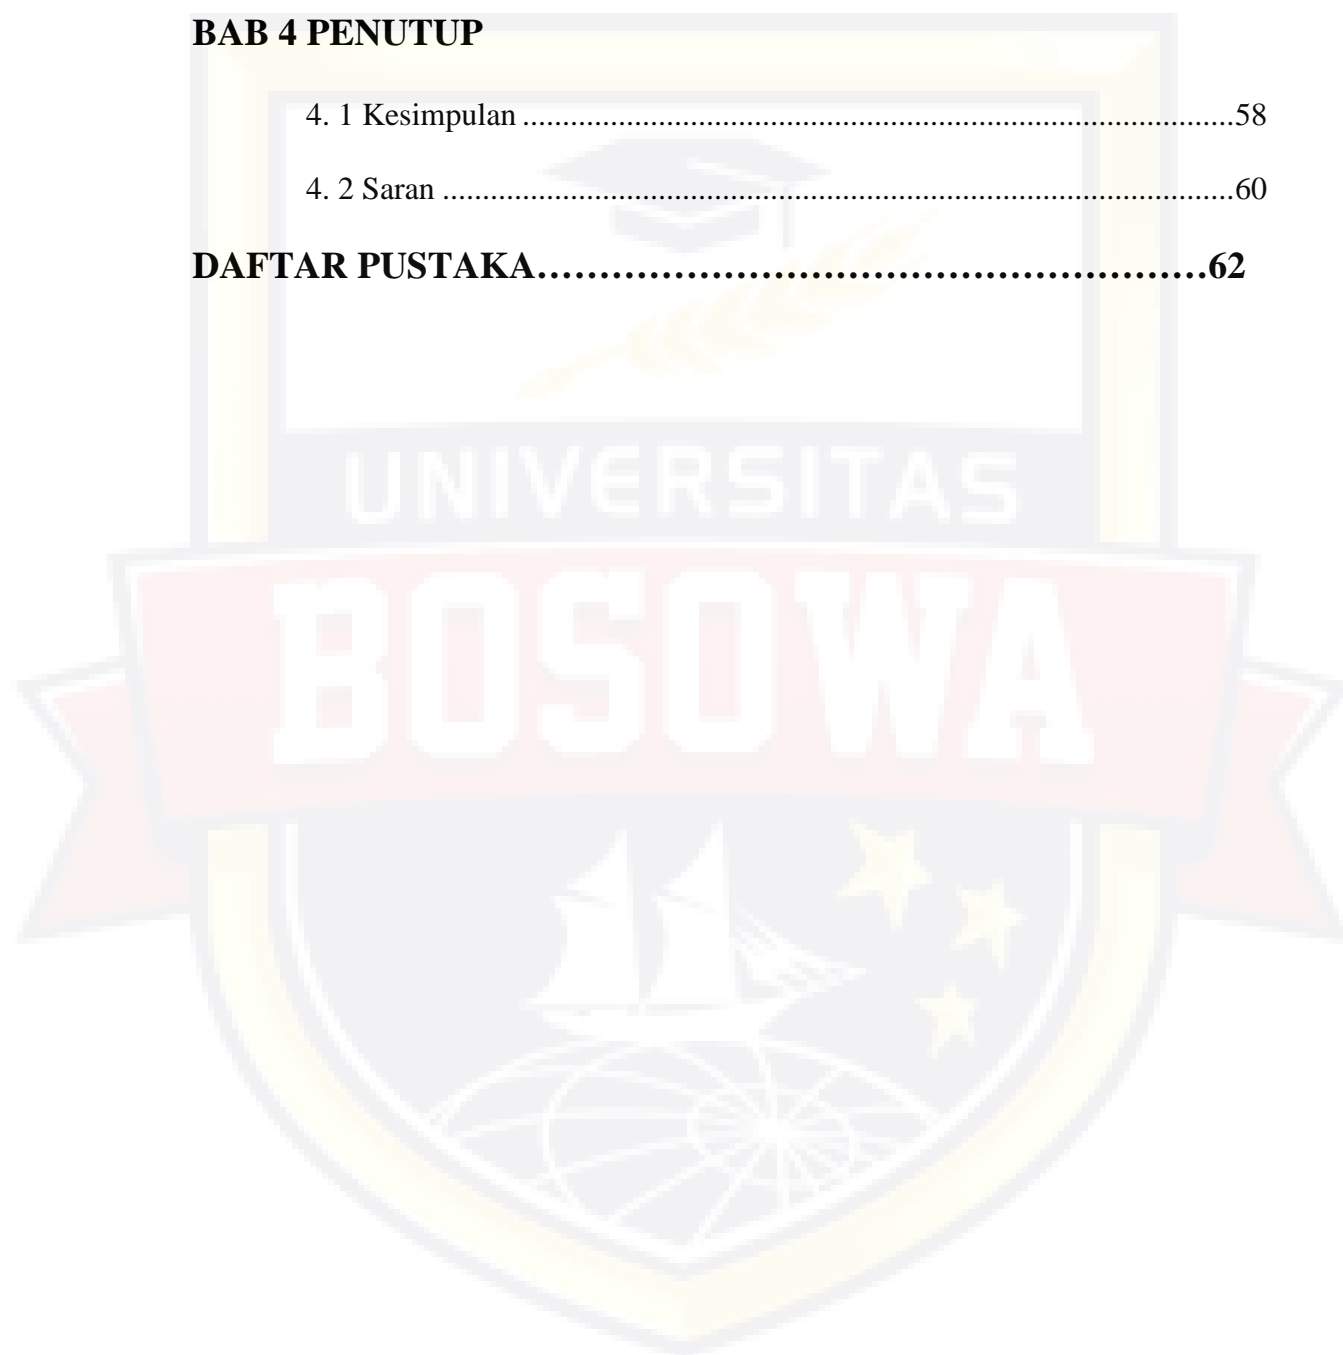 BAB 4 PENUTUP
4. 1 Kesimpulan ..........................................................................................58
4. 2 Saran ....................................................................................................60
DAFTAR PUSTAKA………………………………………………62
UNIVERSITAS
BOSOWA